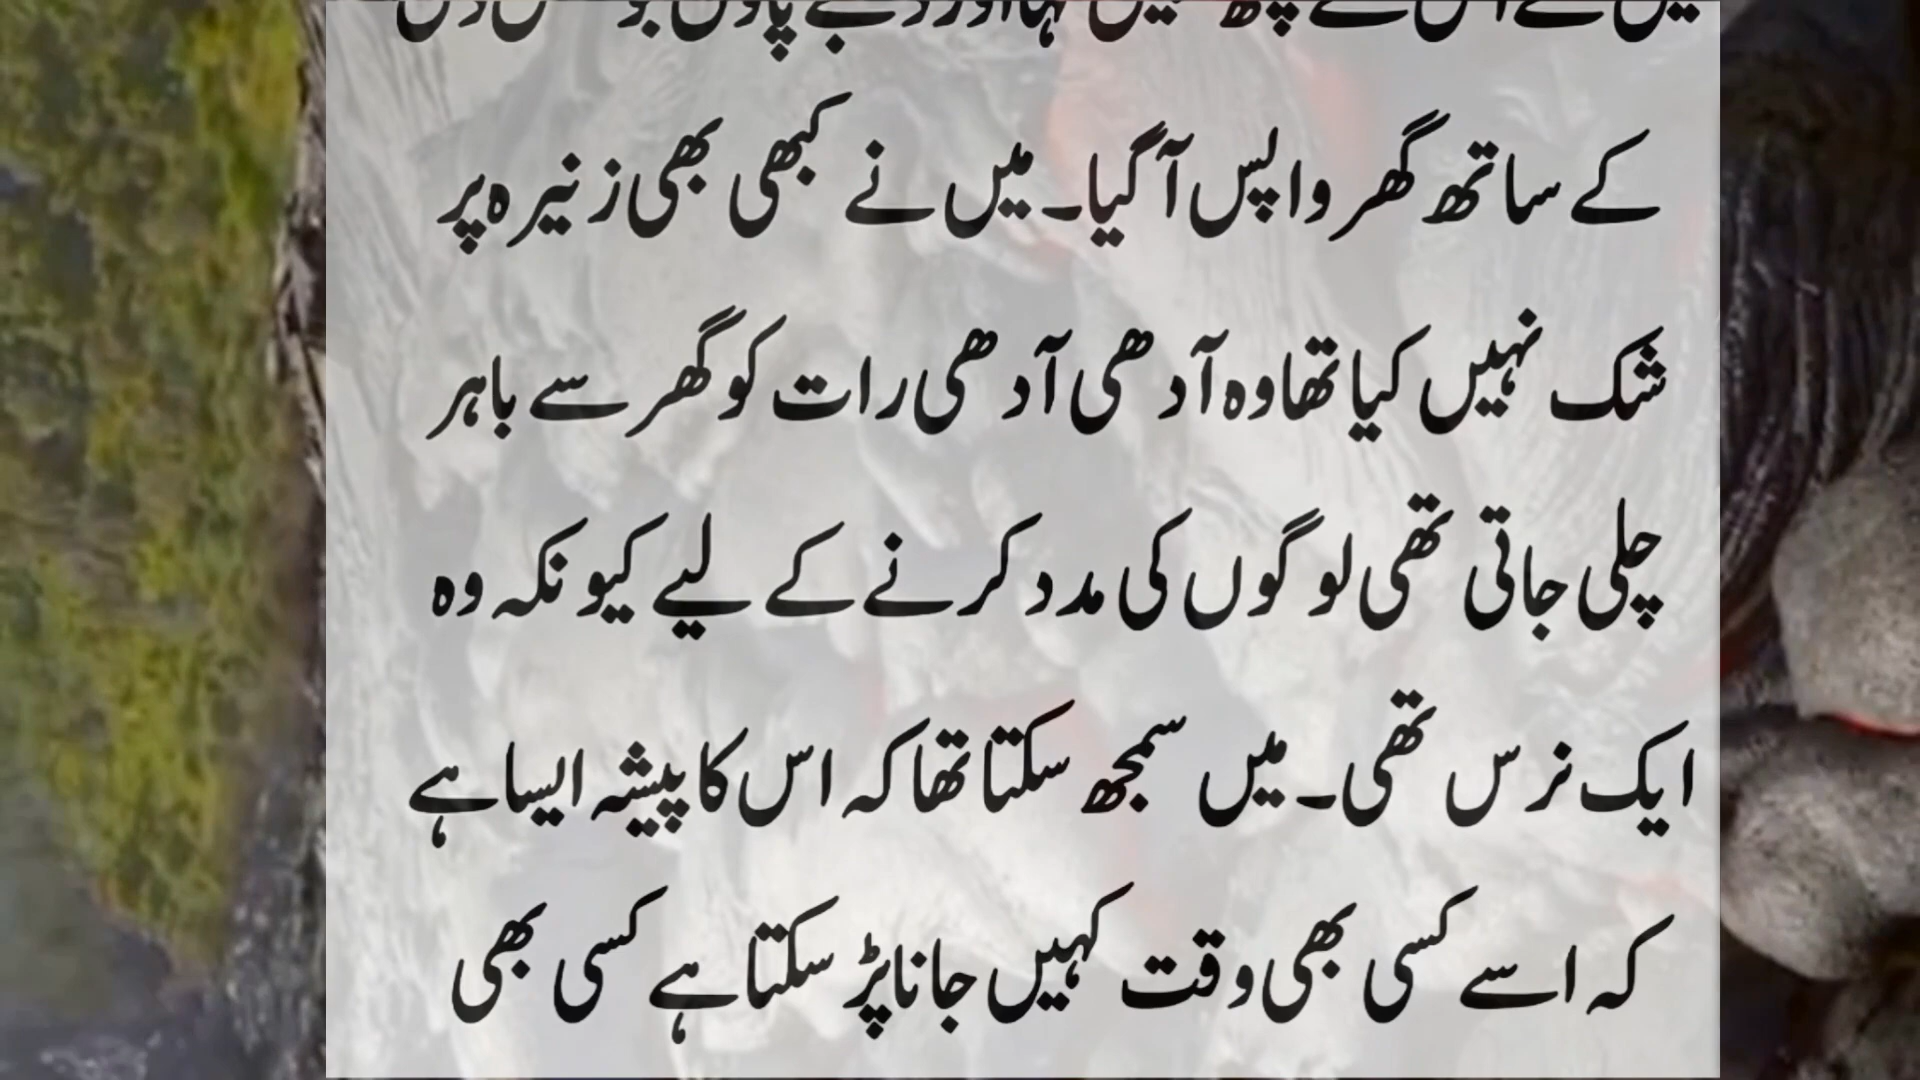 کے ساتھ گھر واپس آگیا۔ میں نے کبھی بھی زنیرہ پر
شک نہیں کیا تھا وہ آدھی آدھی رات کو گھر سے باہر
چلی جاتی تھی لوگوں کی مدد کرنے کے لیے کیونکہ وہ
ایک نرس تھی۔ میں سمجھ سکتا تھا کہ اس کا پیشہ ایسا ہے
کہ اسے کسی بھی وقت کہیں جانا پڑ سکتا ہے کسی بھی